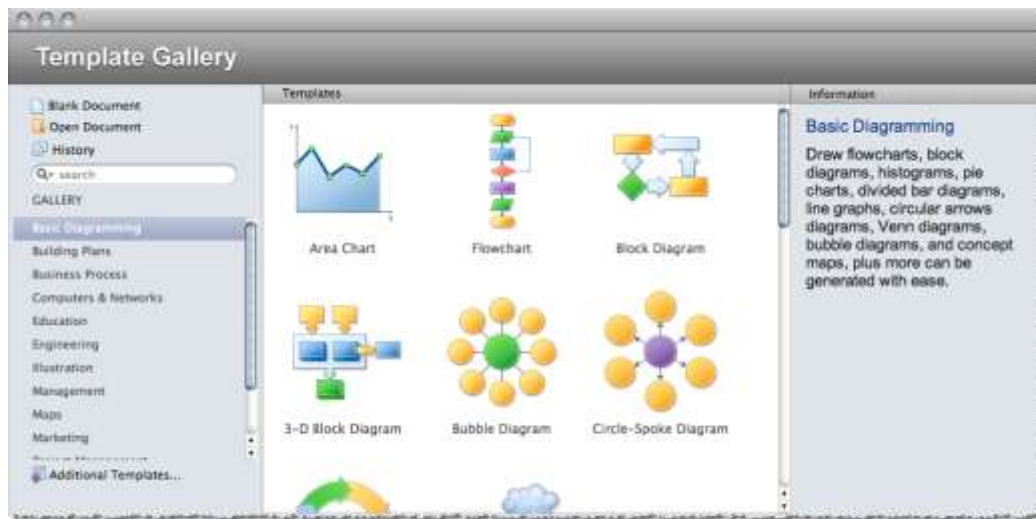 Template Gallery
Blank Document
Open Document
History
search
GALLERY
Basic Diagramming
Building Plans
Business Process
Computers & Networks
Education
Engineering
Illustration
Management
Maps
Marketing
Project Management
Additional Templates...
Templates
Area Chart
Flowchart
Block Diagram
3-D Block Diagram
Bubble Diagram
Circle-Spoke Diagram
Information
Basic Diagramming
Draw flowcharts, block
diagrams, histograms, pie
charts, divided bar diagrams,
line graphs, circular arrows
diagrams, Venn diagrams,
bubble diagrams, and concept
maps, plus more can be
generated with ease.